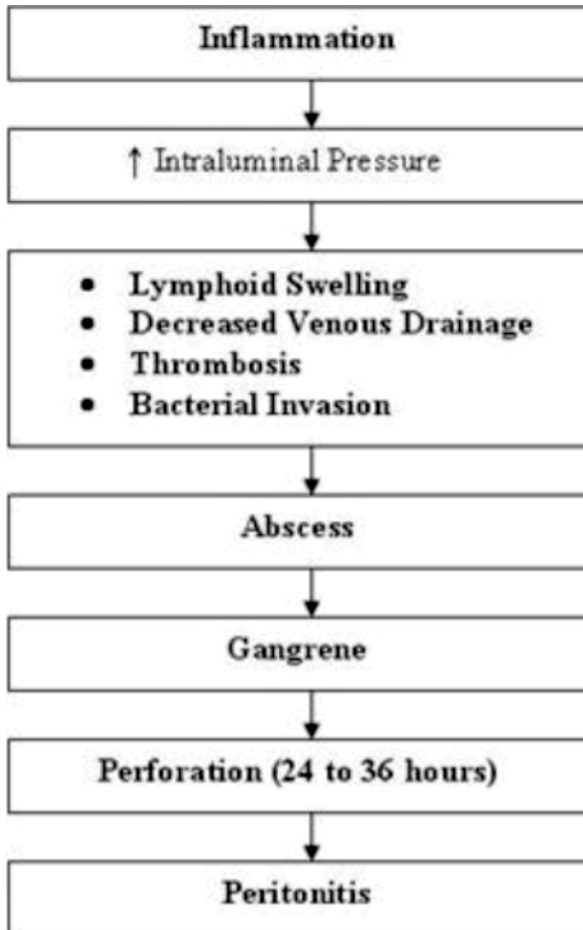 Inflammation
↑ Intraluminal Pressure
• Lymphoid Swelling
• Decreased Venous Drainage
• Thrombosis
• Bacterial Invasion
Abscess
Gangrene
Perforation (24 to 36 hours)
Peritonitis